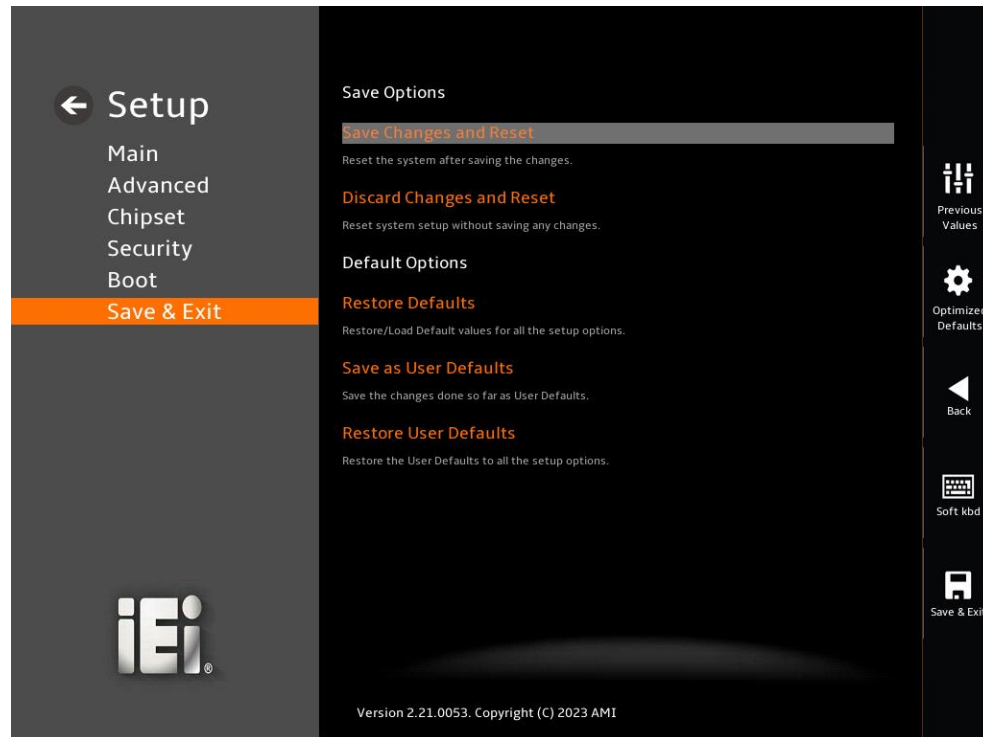 Setup
Main
Advanced
Chipset
Security
Boot
Save & Exit
Save Options
Save Changes and Reset
Reset the system after saving the changes.
Discard Changes and Reset
Reset system setup without saving any changes.
Default Options
Restore Defaults
Restore/Load Default values for all the setup options.
Save as User Defaults
Save the changes done so far as User Defaults.
Restore User Defaults
Restore the User Defaults to all the setup options.
Previous
Values
Optimized
Defaults
Back
Soft kbd
Save & Exit
iEi®
Version 2.21.0053. Copyright (C) 2023 AMI